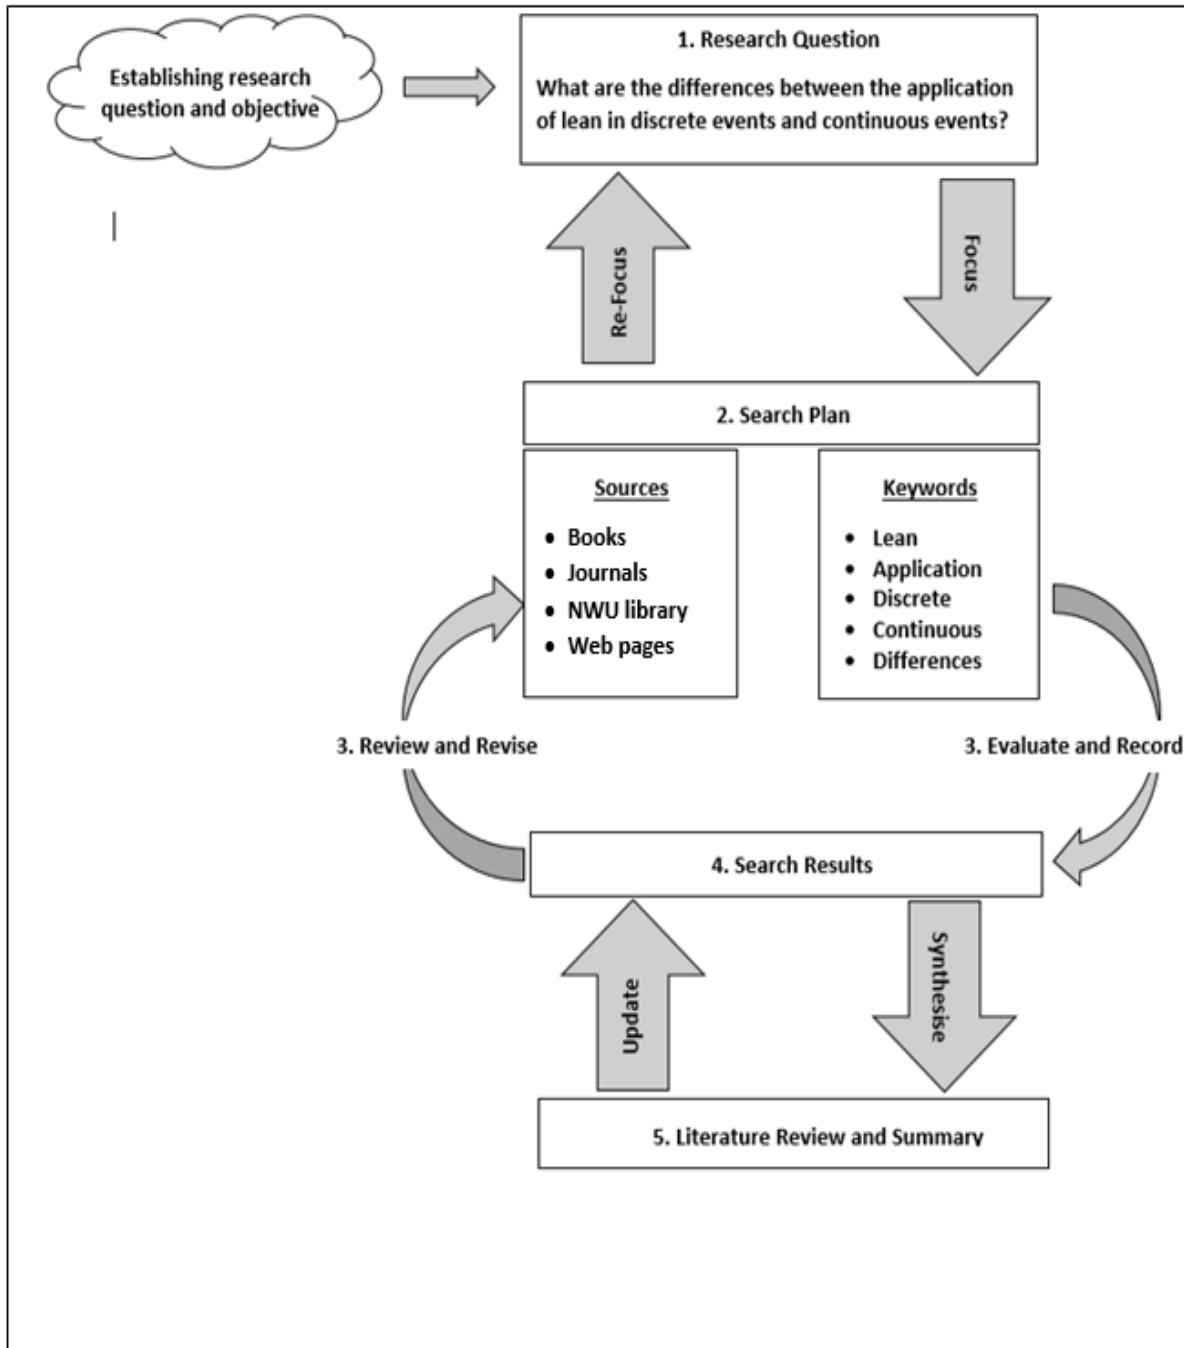 Establishing research
question and objective
1. Research Question
What are the differences between the application
of lean in discrete events and continuous events?
Re-Focus
Focus
2. Search Plan
Sources
• Books
• Journals
• NWU library
• Web pages
Keywords
• Lean
• Application
• Discrete
• Continuous
• Differences
3. Review and Revise
3. Evaluate and Record
4. Search Results
Update
Synthesise
5. Literature Review and Summary